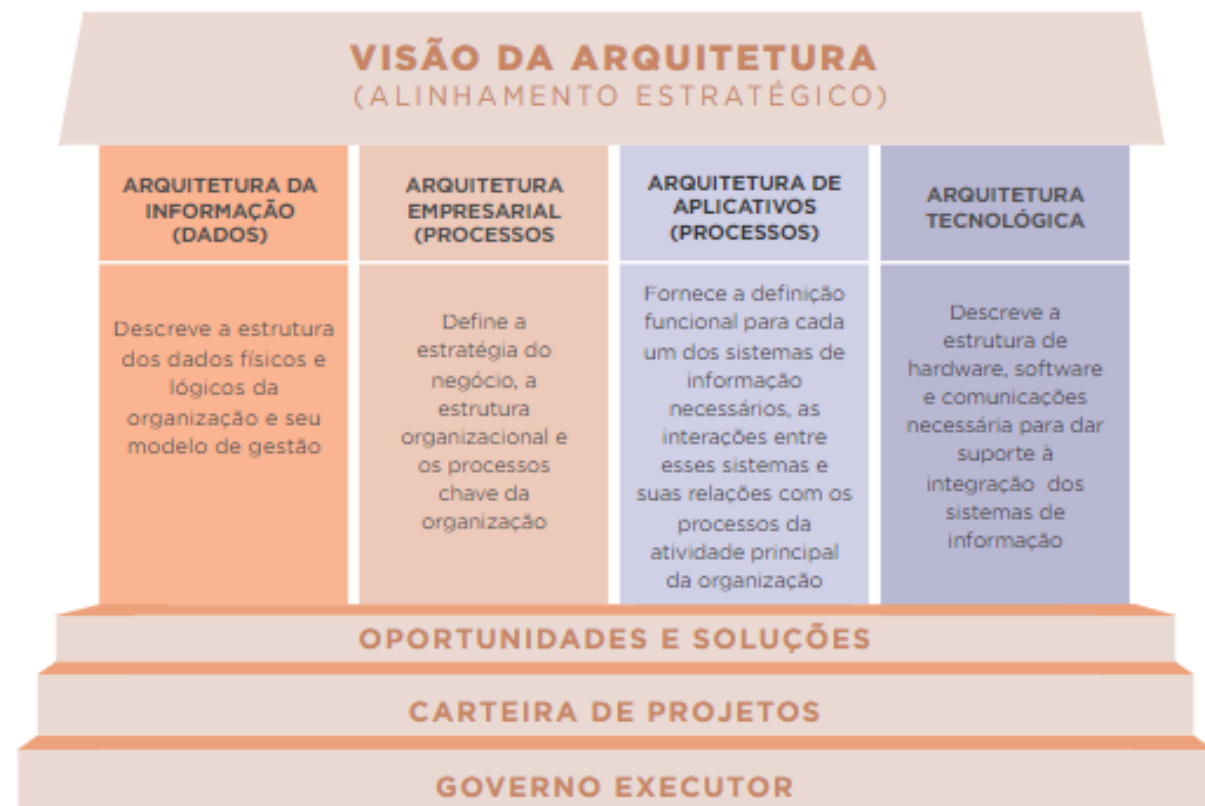 VISÃO DA ARQUITETURA
(ALINHAMENTO ESTRATÉGICO)
ARQUITETURA DA
INFORMAÇÃO
(DADOS)
Descreve a estrutura
dos dados físicos e
lógicos da
organização e seu
modelo de gestão
ARQUITETURA
EMPRESARIAL
(PROCESSOS
Define a
estratégia do
negócio, a
estrutura
organizacional e
os processos
chave da
organização
ARQUITETURA DE
APLICATIVOS
(PROCESSOS)
Fornece a definição
funcional para cada
um dos sistemas de
informação
necessários, as
interações entre
esses sistemas e
suas relações com os
processos da
atividade principal
da organização
ARQUITETURA
TECNOLÓGICA
Descreve a
estrutura de
hardware, software
e comunicações
necessária para dar
suporte à
integração dos
sistemas de
informação
OPORTUNIDADES E SOLUÇÕES
CARTEIRA DE PROJETOS
GOVERNO EXECUTOR